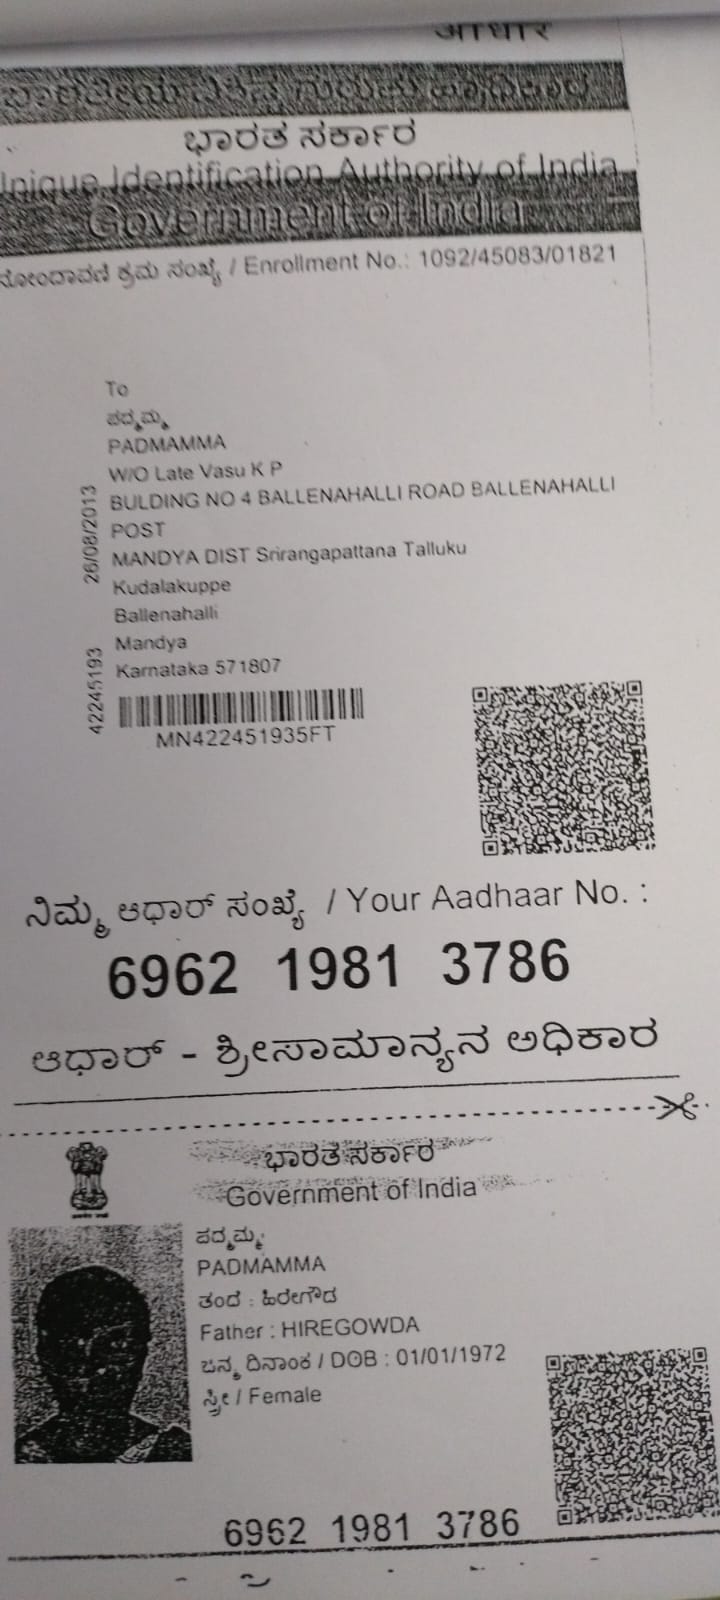 आधार
ಭಾರತ ಸರ್ಕಾರ
Unique Identification Authority of India
Government of India
ನೋಂದಾವಣೆ ಕ್ರಮ ಸಂಖ್ಯೆ / Enrollment No.: 1092/45083/01821
To
ಪದ್ಮಮ್ಮ
PADMAMMA
W/O Late Vasu K P
BULDING NO 4 BALLENAHALLI ROAD BALLENAHALLI
POST
MANDYA DIST Srirangapattana Talluku
Kudalakuppe
Ballenahalli
Mandya
Karnataka 571807
26/08/2013
42245193
MN422451935FT
ನಿಮ್ಮ ಆಧಾರ್ ಸಂಖ್ಯೆ / Your Aadhaar No. :
6962 1981 3786
ಆಧಾರ್ - ಶ್ರೀಸಾಮಾನ್ಯನ ಅಧಿಕಾರ
ಭಾರತ ಸರ್ಕಾರ
Government of India
ಪದ್ಮಮ್ಮ
PADMAMMA
ತಂದೆ : ಹಿರೇಗೌಡ
Father : HIREGOWDA
ಜನ್ಮ ದಿನಾಂಕ / DOB : 01/01/1972
ಸ್ತ್ರೀ / Female
6962 1981 3786